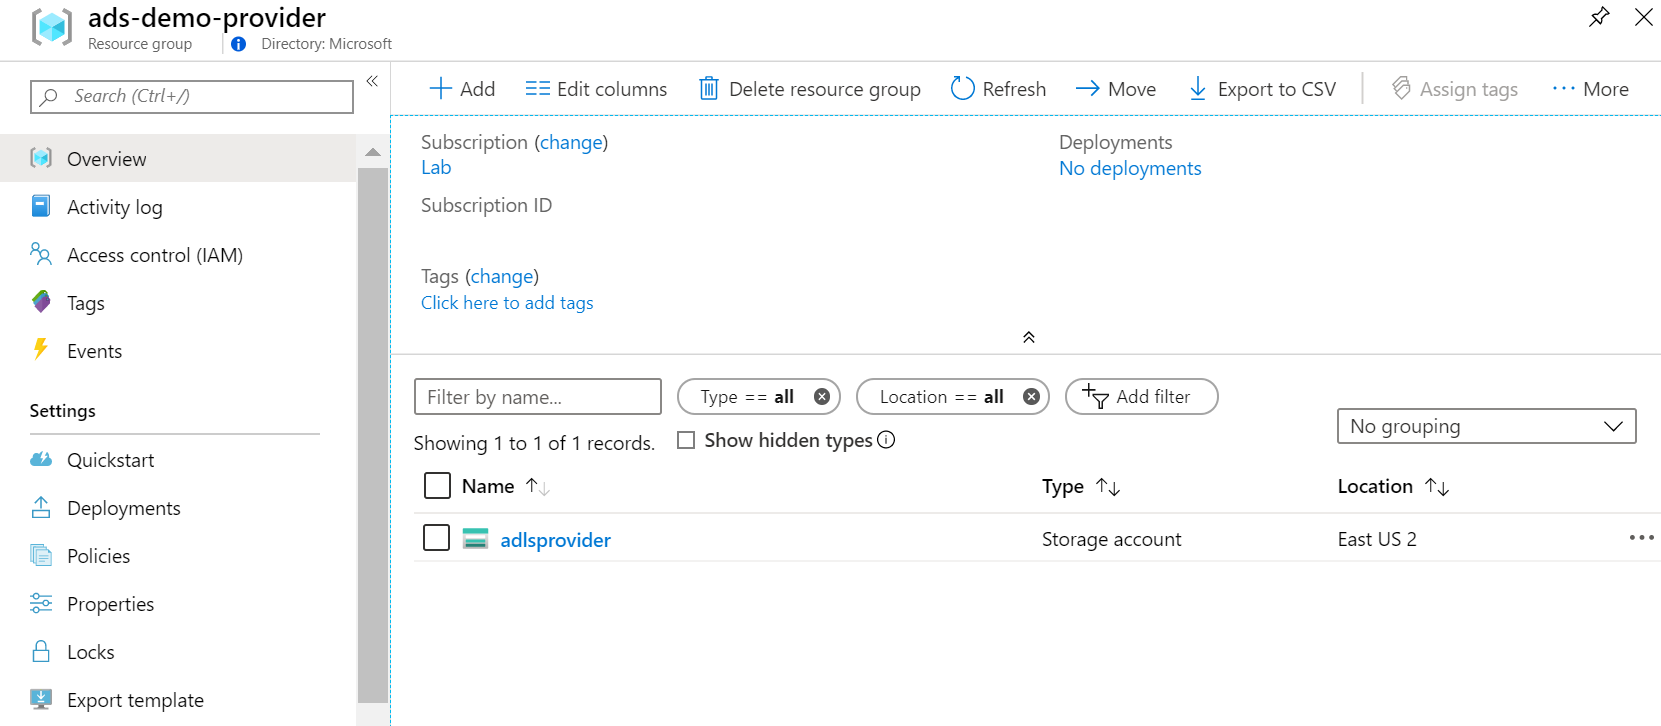 ads-demo-provider
Resource group
Directory: Microsoft
Search (Ctrl+/)
Overview
Activity log
Access control (IAM)
Tags
Events
Settings
Quickstart
Deployments
Policies
Properties
Locks
Export template
Add
Edit columns
Delete resource group
Refresh
Move
Export to CSV
Assign tags
More
Subscription (change)
Lab
Subscription ID
Tags (change)
Click here to add tags
Deployments
No deployments
Filter by name...
Type == all
Location == all
Add filter
Showing 1 to 1 of 1 records.
Show hidden types
No grouping
Name Type Location
adlsprovider Storage account East US 2